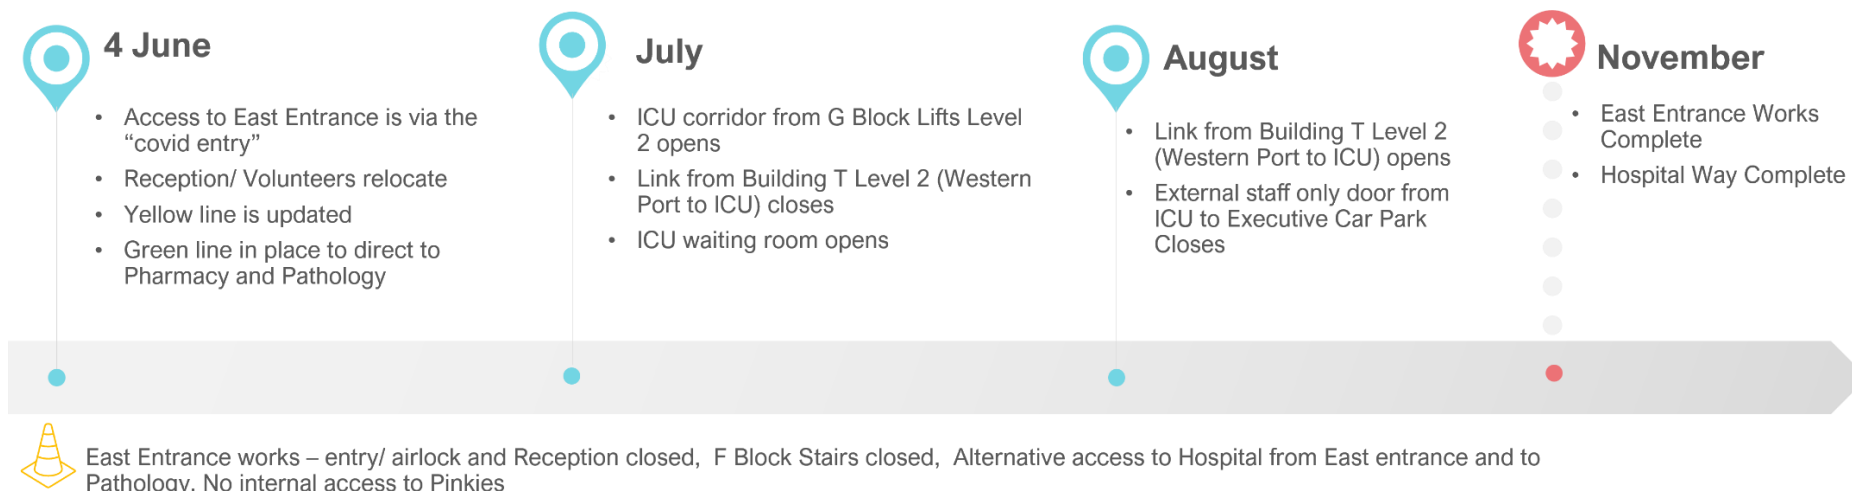 4 June
• Access to East Entrance is via the
“covid entry”
• Reception/ Volunteers relocate
• Yellow line is updated
• Green line in place to direct to
Pharmacy and Pathology
July
• ICU corridor from G Block Lifts Level
2 opens
• Link from Building T Level 2 (Western
Port to ICU) closes
• ICU waiting room opens
August
• Link from Building T Level 2
(Western Port to ICU) opens
• External staff only door from
ICU to Executive Car Park
Closes
November
• East Entrance Works
Complete
• Hospital Way Complete
East Entrance works – entry/ airlock and Reception closed, F Block Stairs closed, Alternative access to Hospital from East entrance and to
Pathology. No internal access to Pinkies